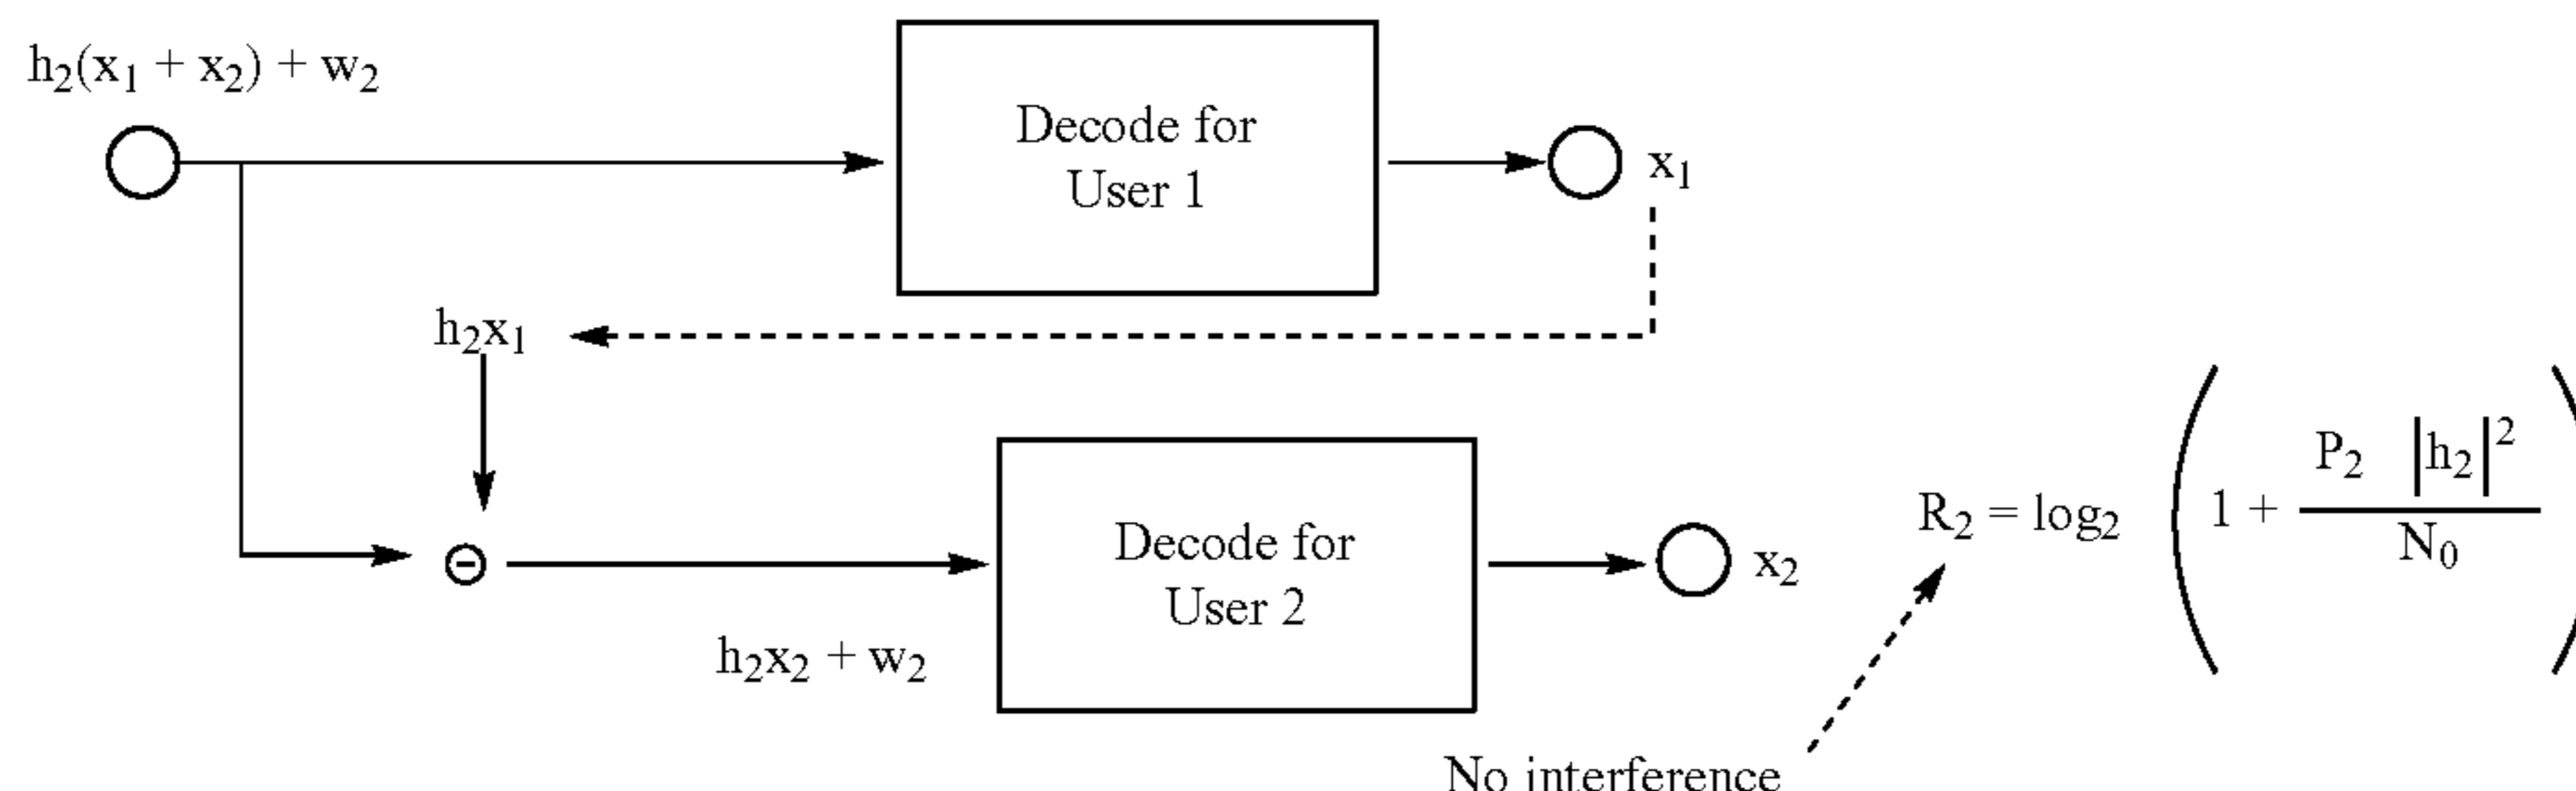 h₂(x₁ + x₂) + w₂
Decode for
User 1
x₁
h₂x₁
Decode for
User 2
x₂
h₂x₂ + w₂
R₂ = log₂ (1 + P₂ |h₂|² / N₀)
No interference